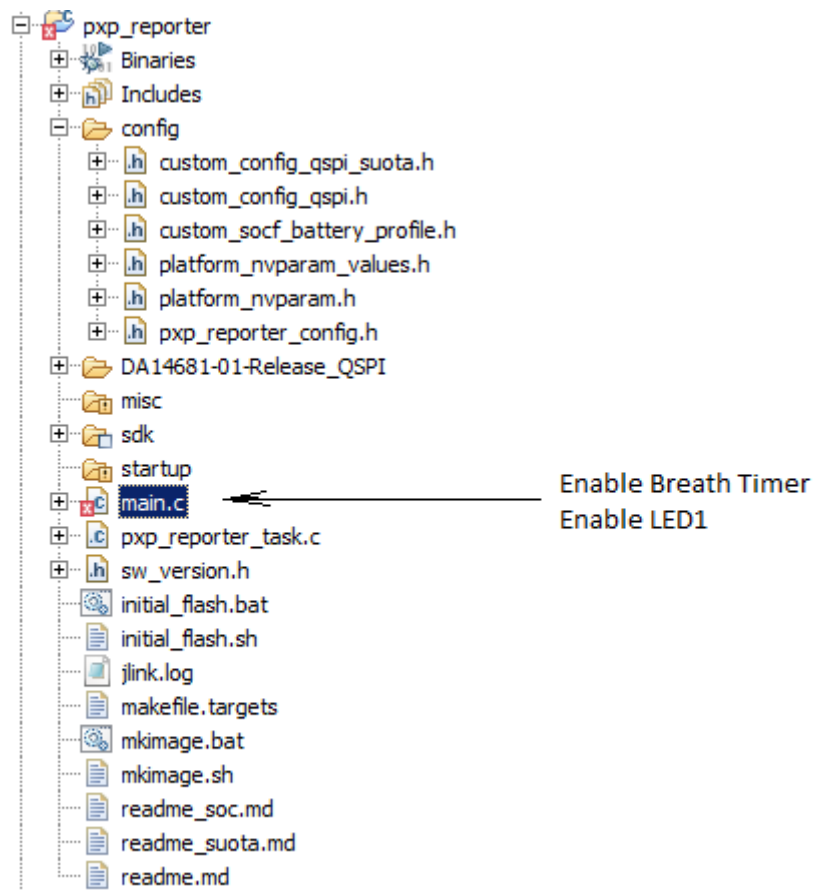 pxp_reporter
Binaries
Includes
config
custom_config_qspi_suota.h
custom_config_qspi.h
custom_socf_battery_profile.h
platform_nvparam_values.h
platform_nvparam.h
pxp_reporter_config.h
DA14681-01-Release_QSPI
misc
sdk
startup
main.c
Enable Breath Timer
Enable LED1
pxp_reporter_task.c
sw_version.h
initial_flash.bat
initial_flash.sh
jlink.log
makefile.targets
mkimage.bat
mkimage.sh
readme_soc.md
readme_suota.md
readme.md